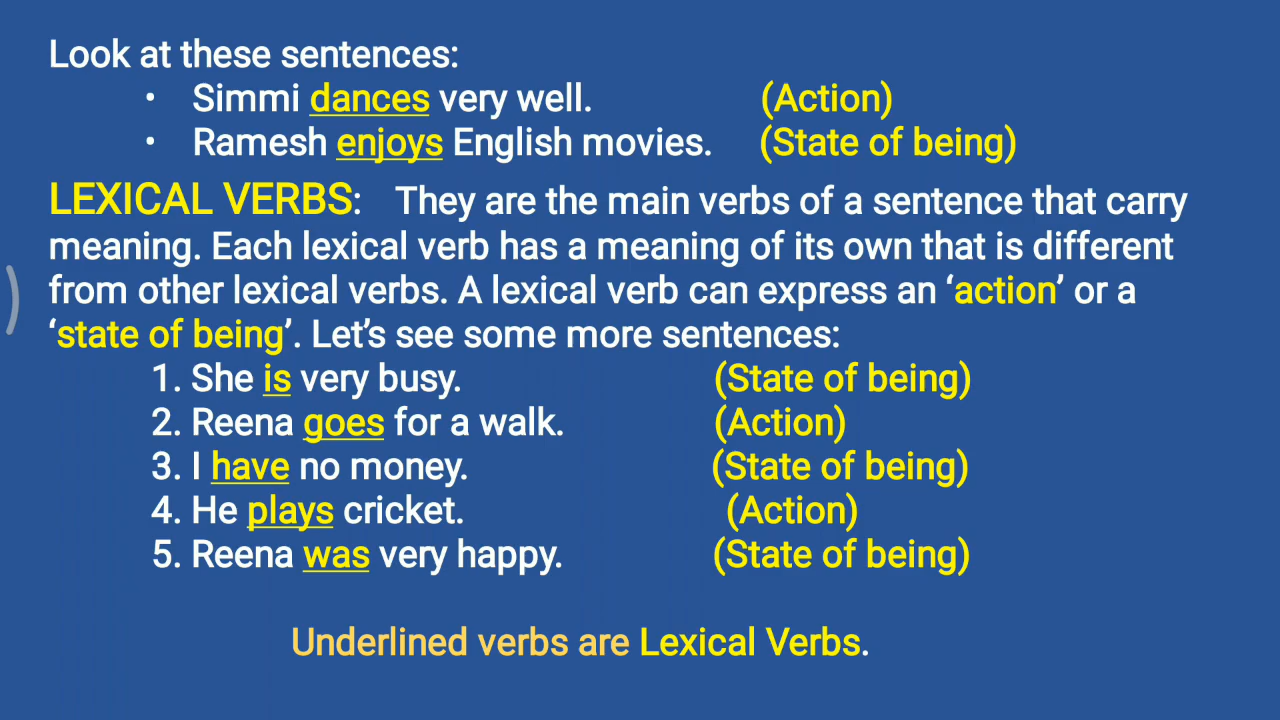 Look at these sentences:
• Simmi dances very well. (Action)
• Ramesh enjoys English movies. (State of being)
LEXICAL VERBS: They are the main verbs of a sentence that carry
meaning. Each lexical verb has a meaning of its own that is different
from other lexical verbs. A lexical verb can express an ‘action’ or a
‘state of being’. Let’s see some more sentences:
1. She is very busy. (State of being)
2. Reena goes for a walk. (Action)
3. I have no money. (State of being)
4. He plays cricket. (Action)
5. Reena was very happy. (State of being)
Underlined verbs are Lexical Verbs.